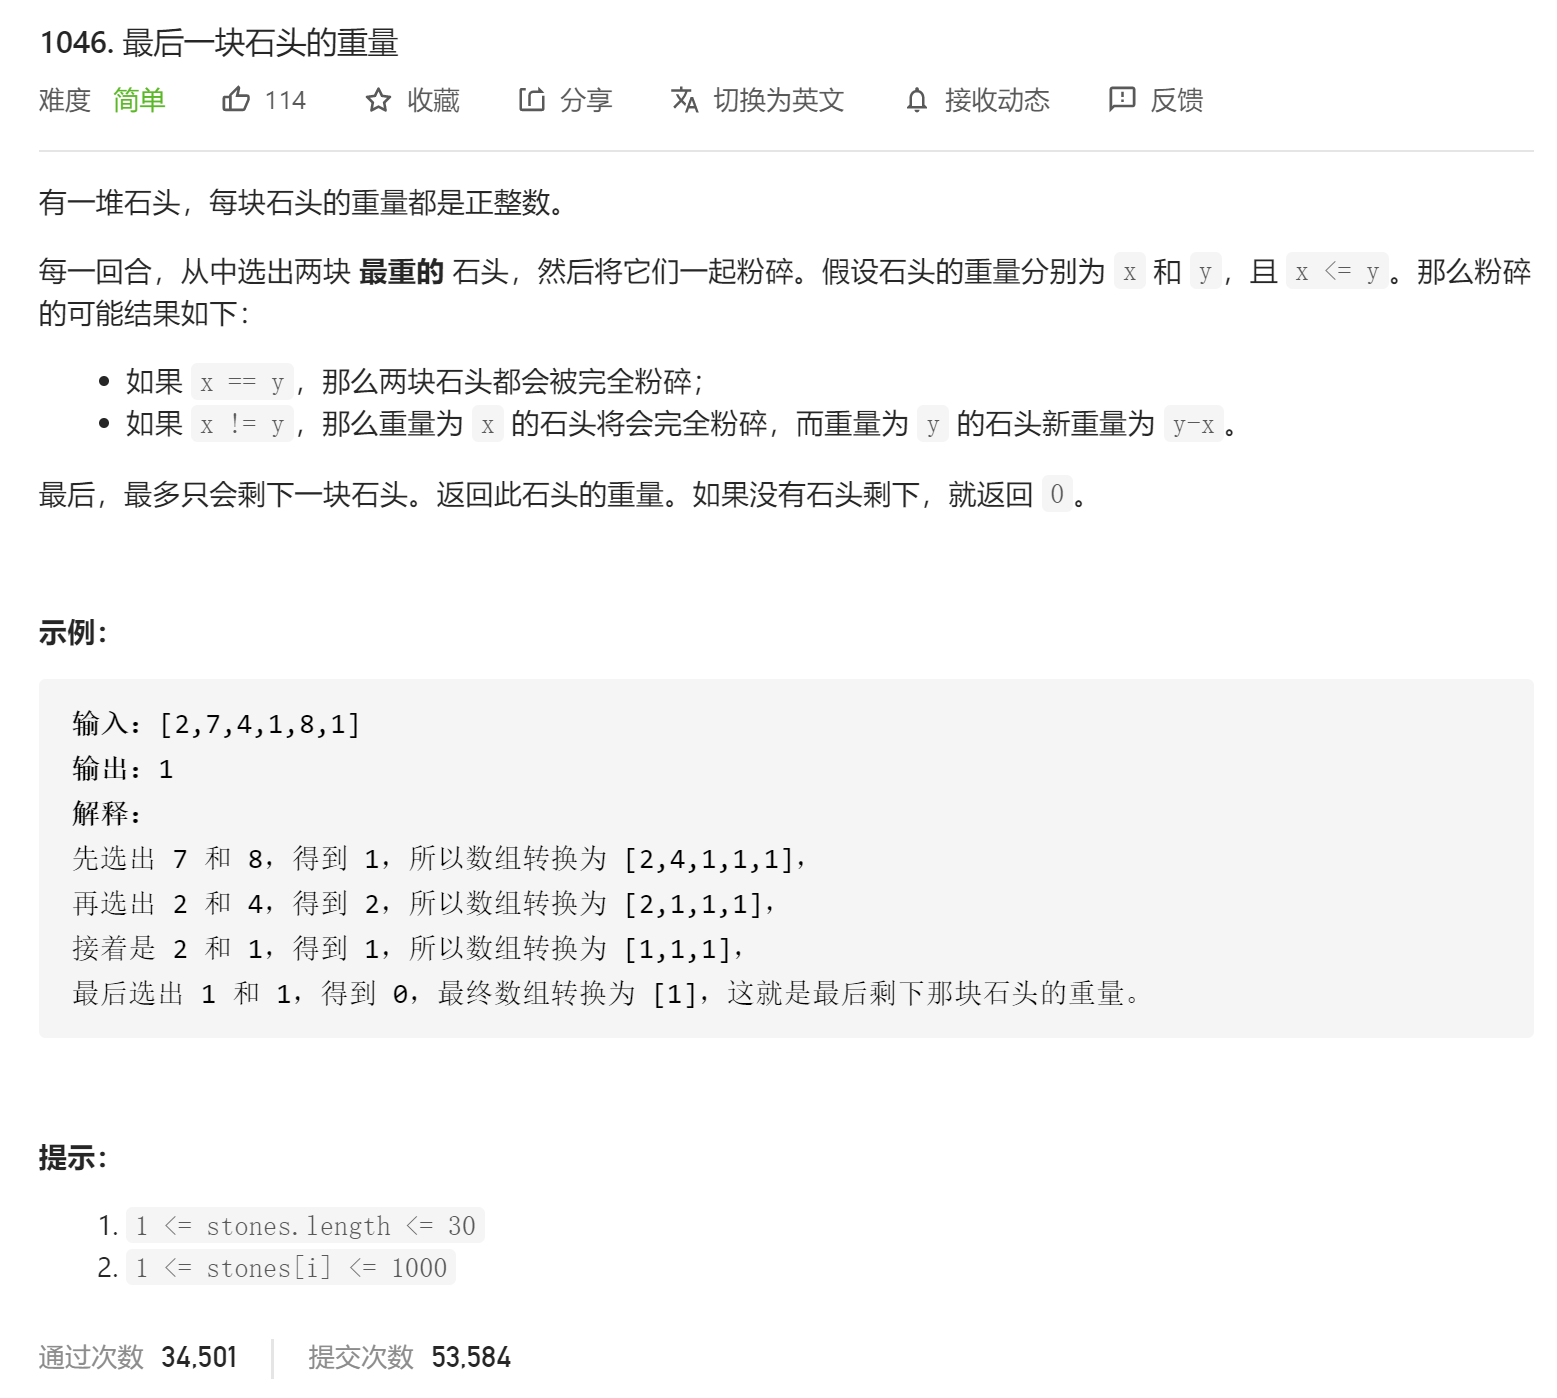 1046. 最后一块石头的重量
难度 简单 114 收藏 分享 切换为英文 接收动态 反馈
有一堆石头，每块石头的重量都是正整数。
每一回合，从中选出两块 最重的 石头，然后将它们一起粉碎。假设石头的重量分别为 x 和 y，且 x <= y。那么粉碎
的可能结果如下：
• 如果 x == y，那么两块石头都会被完全粉碎；
• 如果 x != y，那么重量为 x 的石头将会完全粉碎，而重量为 y 的石头新重量为 y-x。
最后，最多只会剩下一块石头。返回此石头的重量。如果没有石头剩下，就返回 0。
示例：
输入：[2,7,4,1,8,1]
输出：1
解释：
先选出 7 和 8，得到 1，所以数组转换为 [2,4,1,1,1]，
再选出 2 和 4，得到 2，所以数组转换为 [2,1,1,1]，
接着是 2 和 1，得到 1，所以数组转换为 [1,1,1]，
最后选出 1 和 1，得到 0，最终数组转换为 [1]，这就是最后剩下那块石头的重量。
提示：
1. 1 <= stones.length <= 30
2. 1 <= stones[i] <= 1000
通过次数 34,501 提交次数 53,584